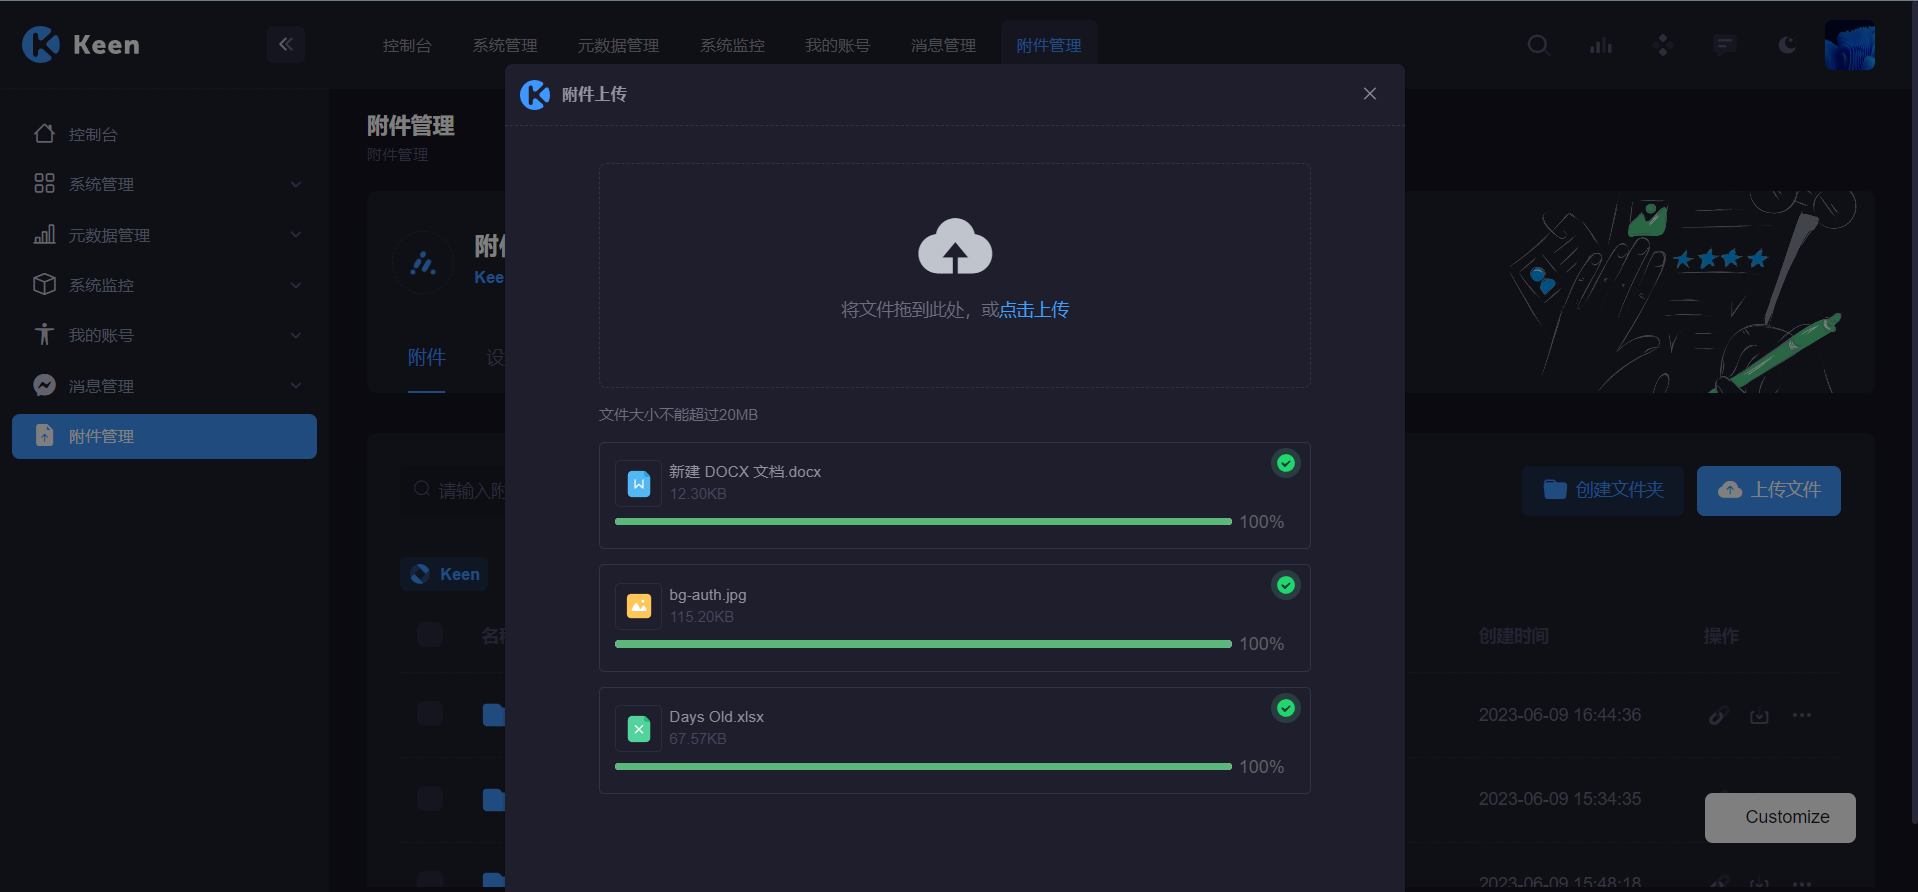 Keen
控制台
系统管理
元数据管理
系统监控
我的账号
消息管理
附件管理
控制台
系统管理
元数据管理
系统监控
我的账号
消息管理
附件管理
附件管理
附件管理
附
Kee
附件
设
请输入附
Keen
名称
附件上传
将文件拖到此处，或点击上传
文件大小不能超过20MB
新建 DOCX 文档.docx
12.30KB
100%
bg-auth.jpg
115.20KB
100%
Days Old.xlsx
67.57KB
100%
创建文件夹
上传文件
创建时间
操作
2023-06-09 16:44:36
2023-06-09 15:34:35
Customize
2023-06-09 15:48:18